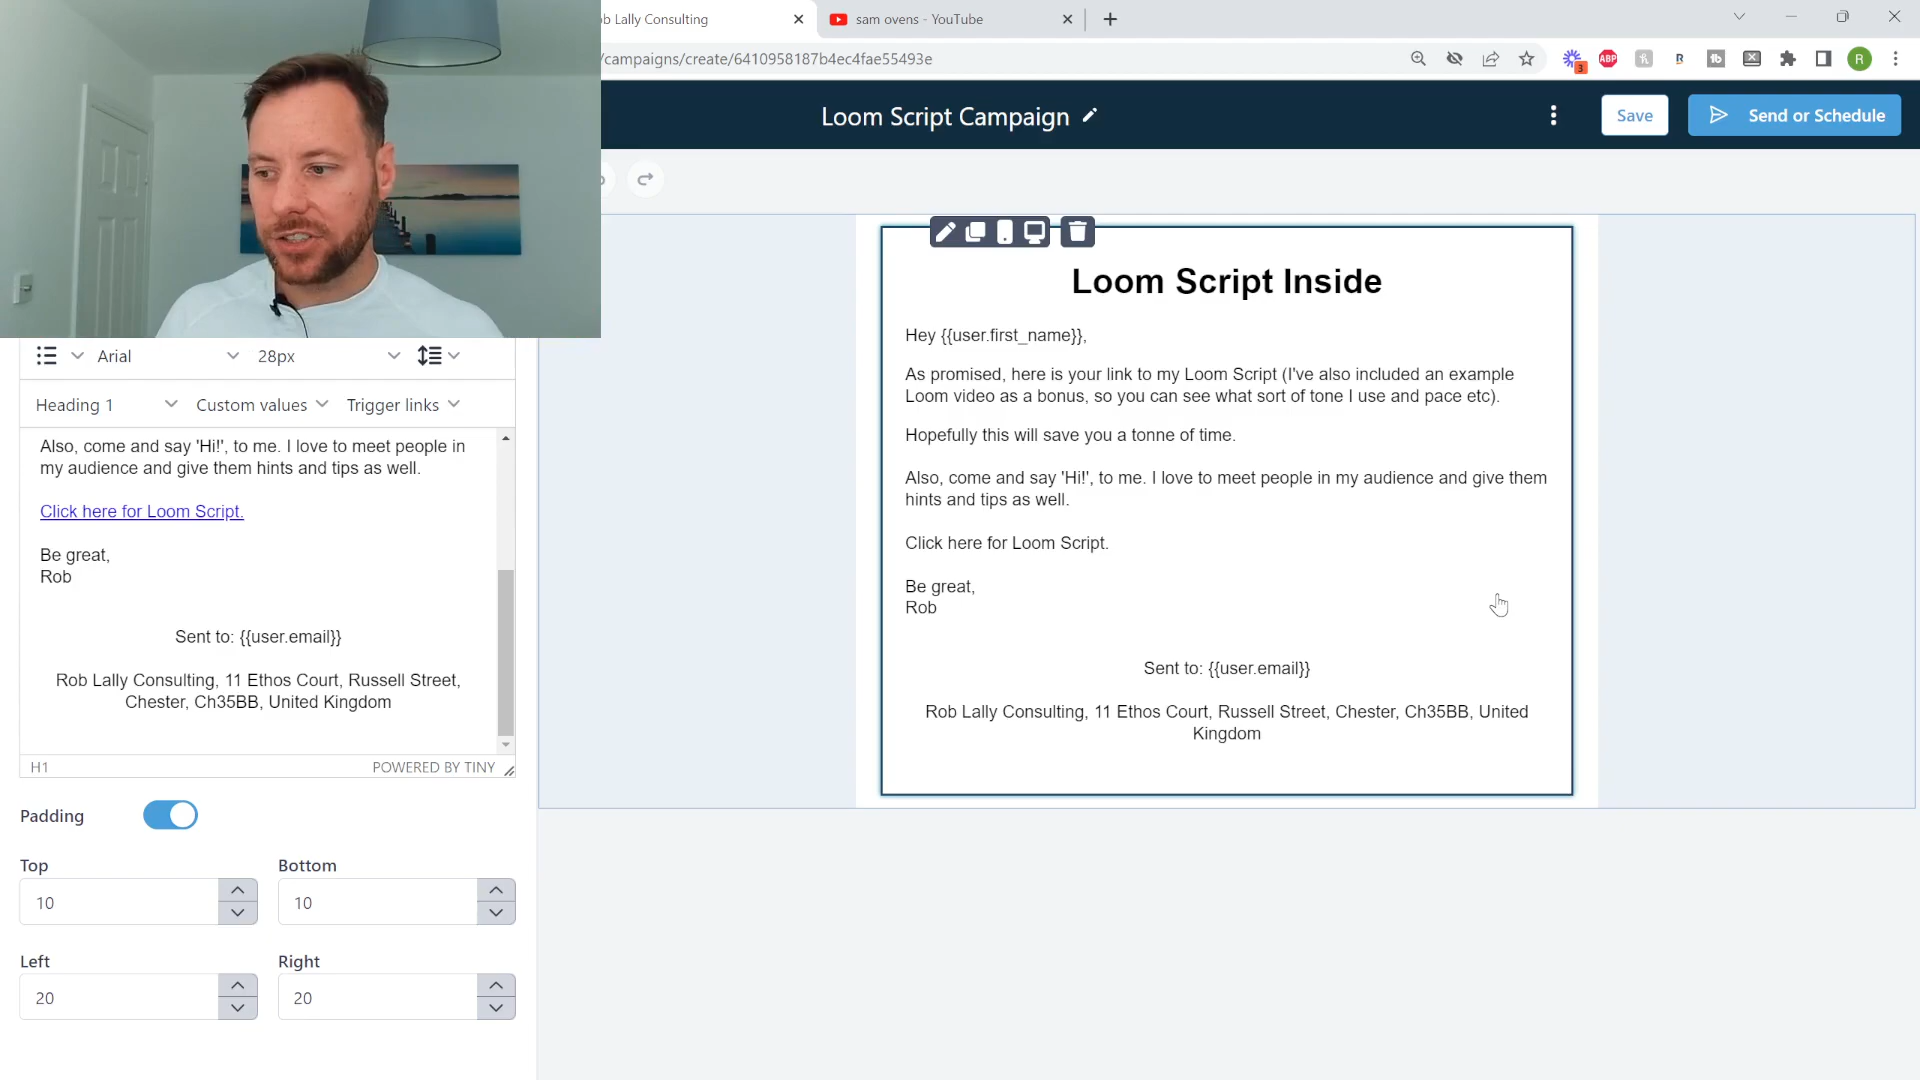 b Lally Consulting
sam ovens - YouTube
/campaigns/create/6410958187b4ec4fae55493e
3
ABP
R
tb
R
Loom Script Campaign
Save
Send or Schedule
Arial
28px
Heading 1
Custom values
Trigger links
Also, come and say 'Hi!', to me. I love to meet people in
my audience and give them hints and tips as well.
Click here for Loom Script.
Be great,
Rob
Sent to: {{user.email}}
Rob Lally Consulting, 11 Ethos Court, Russell Street,
Chester, Ch35BB, United Kingdom
H1
POWERED BY TINY
Padding
Top
Bottom
10
10
Left
Right
20
20
Loom Script Inside
Hey {{user.first_name}},
As promised, here is your link to my Loom Script (I've also included an example
Loom video as a bonus, so you can see what sort of tone I use and pace etc).
Hopefully this will save you a tonne of time.
Also, come and say 'Hi!', to me. I love to meet people in my audience and give them
hints and tips as well.
Click here for Loom Script.
Be great,
Rob
Sent to: {{user.email}}
Rob Lally Consulting, 11 Ethos Court, Russell Street, Chester, Ch35BB, United
Kingdom